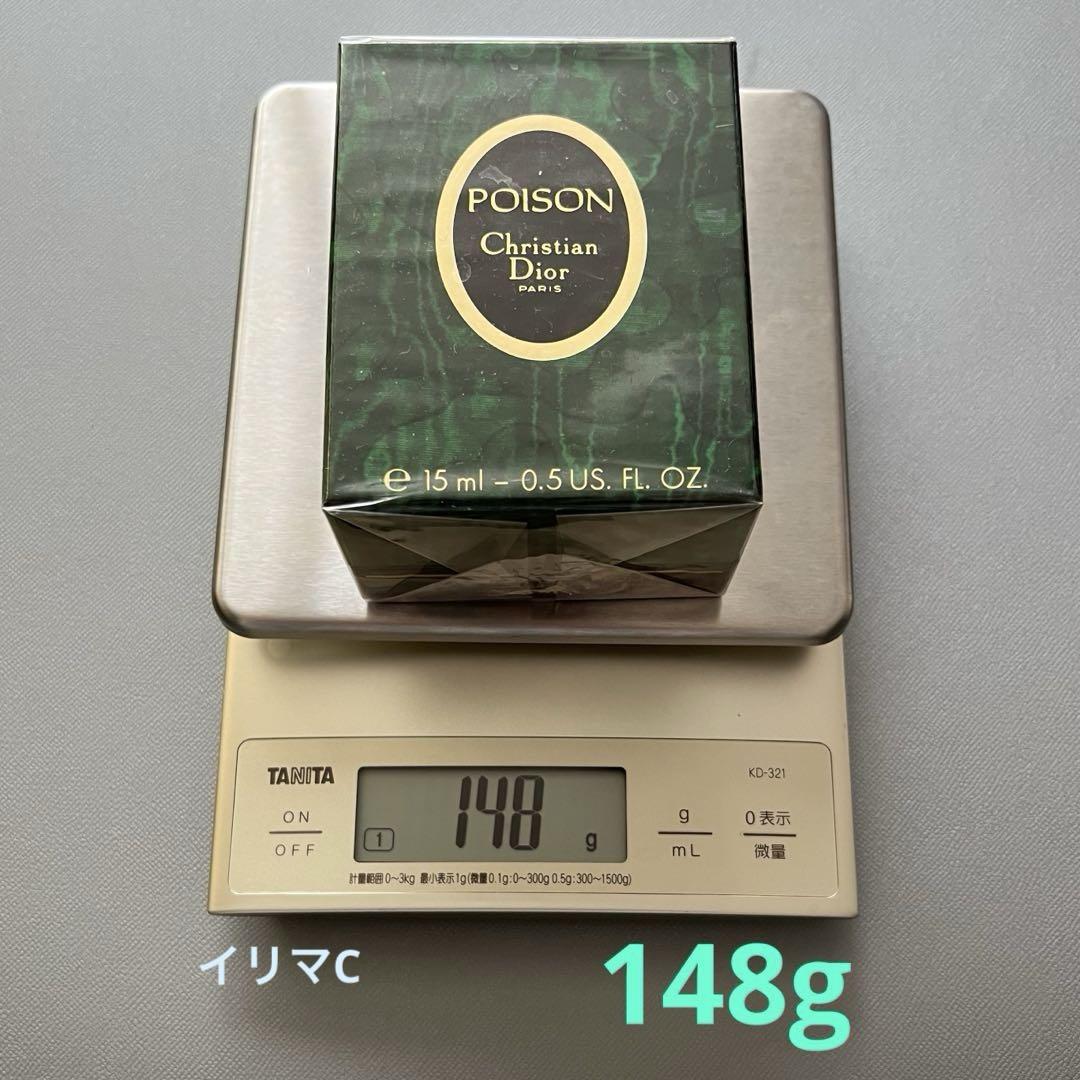 POISON
Christian
Dior
PARIS
℮ 15 ml – 0.5 US. FL. OZ.
TANITA
KD-321
ON
OFF
1
148
g
g
mL
0表示
微量
計量範囲0〜3kg 最小表示1g(微量0.1g:0〜300g 0.5g:300〜1500g)
イリマC
148g